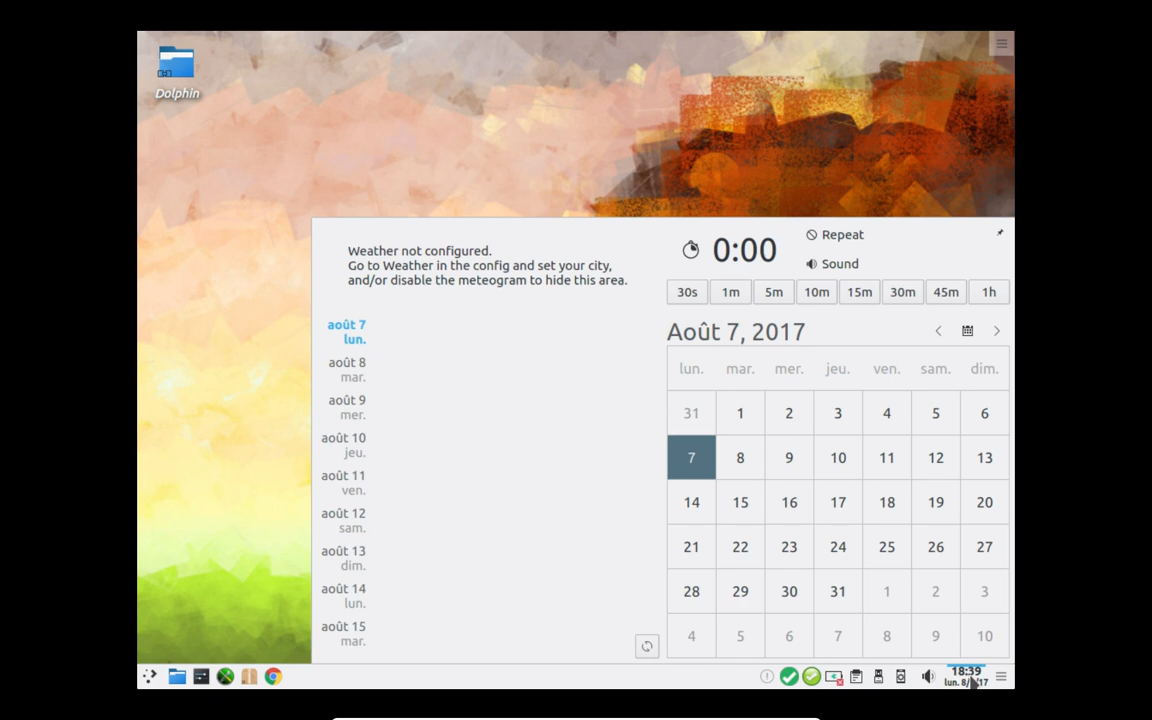 Dolphin
Weather not configured.
Go to Weather in the config and set your city,
and/or disable the meteogram to hide this area.
août 7
lun.
août 8
mar.
août 9
mer.
août 10
jeu.
août 11
ven.
août 12
sam.
août 13
dim.
août 14
lun.
août 15
mar.
0:00
Repeat
Sound
30s 1m 5m 10m 15m 30m 45m 1h
Août 7, 2017
lun. mar. mer. jeu. ven. sam. dim.
31 1 2 3 4 5 6
7 8 9 10 11 12 13
14 15 16 17 18 19 20
21 22 23 24 25 26 27
28 29 30 31 1 2 3
4 5 6 7 8 9 10
18:39
lun. 8/